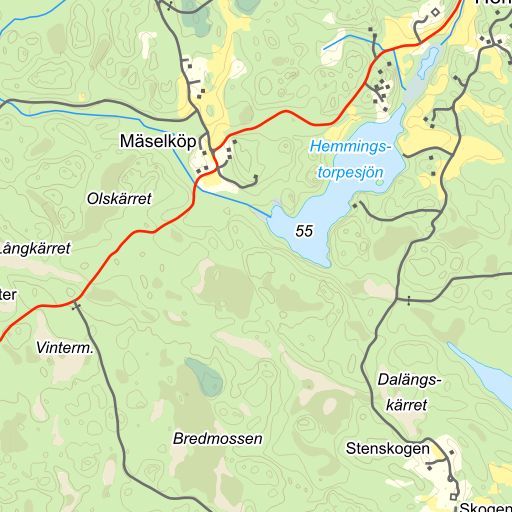 Mäselköp
Hemmings-
torpesjön
Olskärret
55
Långkärret
Vinterm.
Dalängs-
kärret
Bredmossen
Stenskogen
Skogen